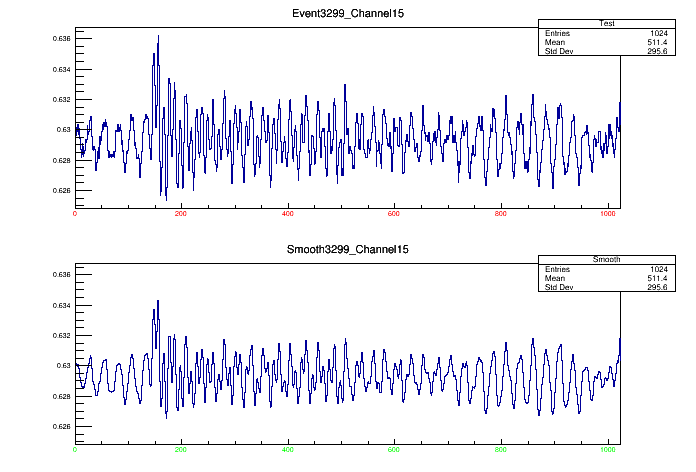 Event3299_Channel15
Test
Entries 1024
Mean 511.4
Std Dev 295.6
0.636
0.634
0.632
0.63
0.628
0.626
0 200 400 600 800 1000
Smooth3299_Channel15
Smooth
Entries 1024
Mean 511.4
Std Dev 295.6
0.636
0.634
0.632
0.63
0.628
0.626
0 200 400 600 800 1000